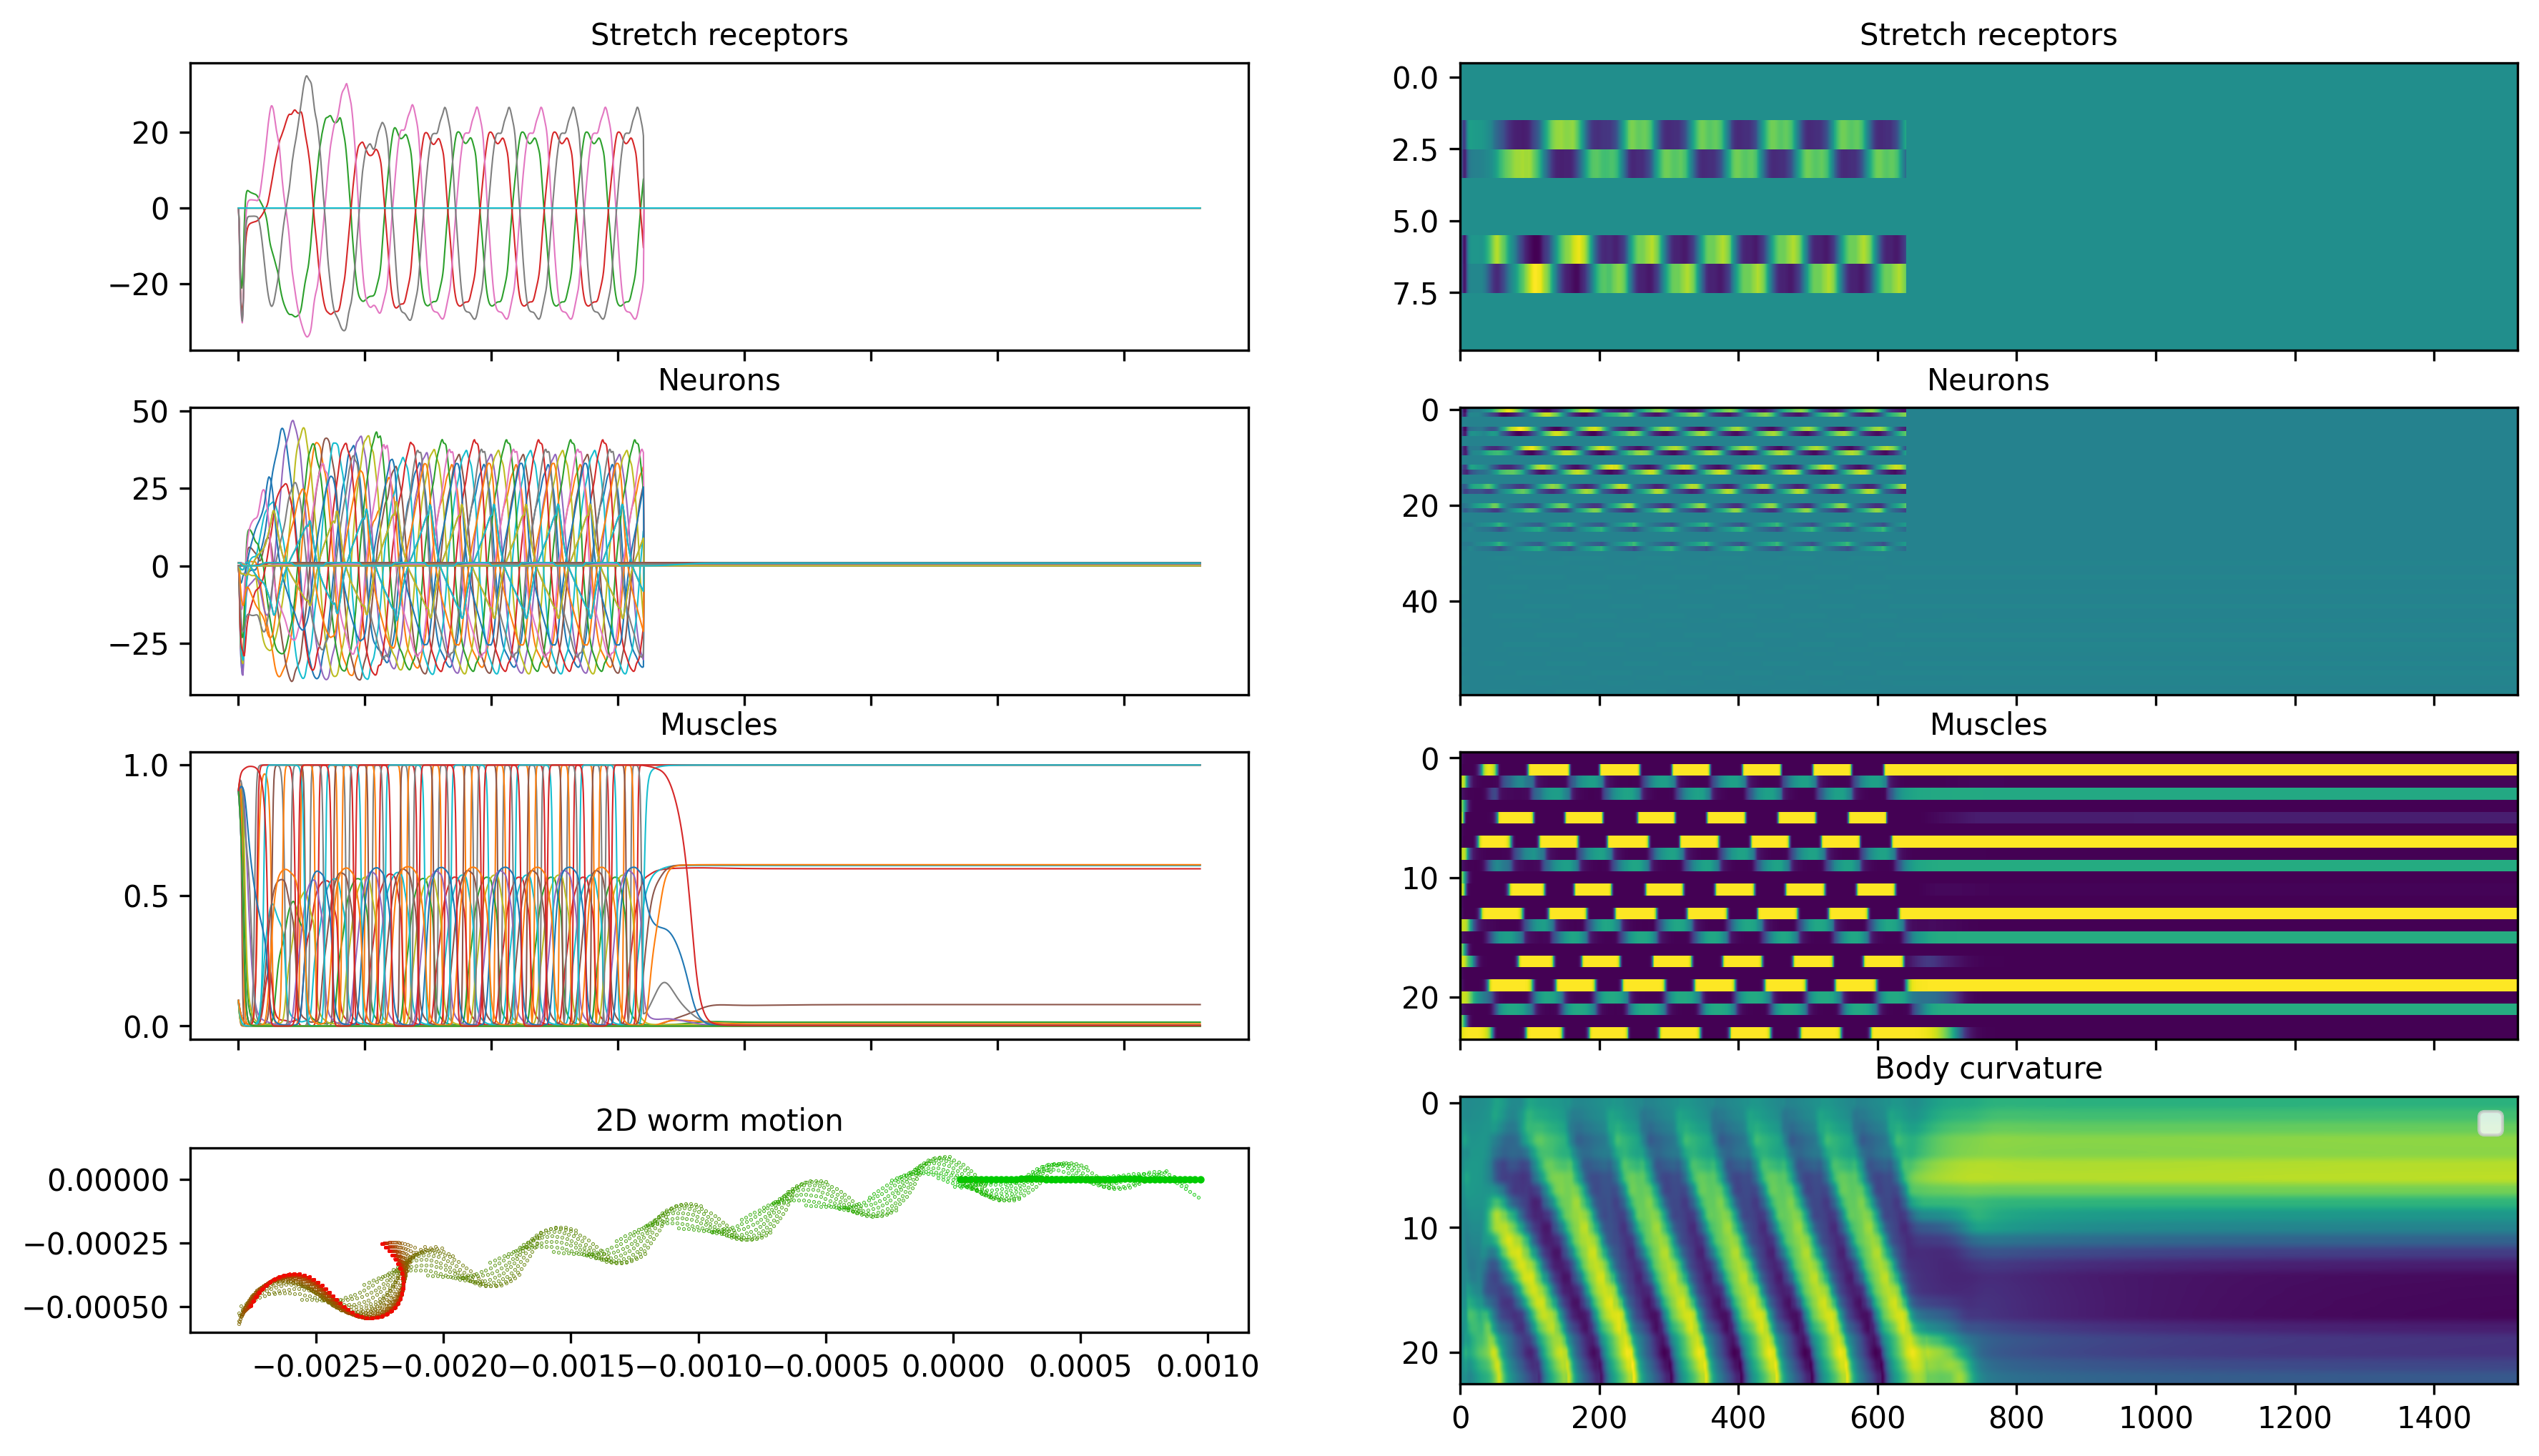 Stretch receptors
20
0
−20
Neurons
50
25
0
−25
Muscles
1.0
0.5
0.0
2D worm motion
0.00000
−0.00025
−0.00050
−0.0025 −0.0020 −0.0015 −0.0010 −0.0005 0.0000 0.0005 0.0010
Stretch receptors
0.0
2.5
5.0
7.5
Neurons
0
20
40
Muscles
0
10
20
Body curvature
0
10
20
0 200 400 600 800 1000 1200 1400